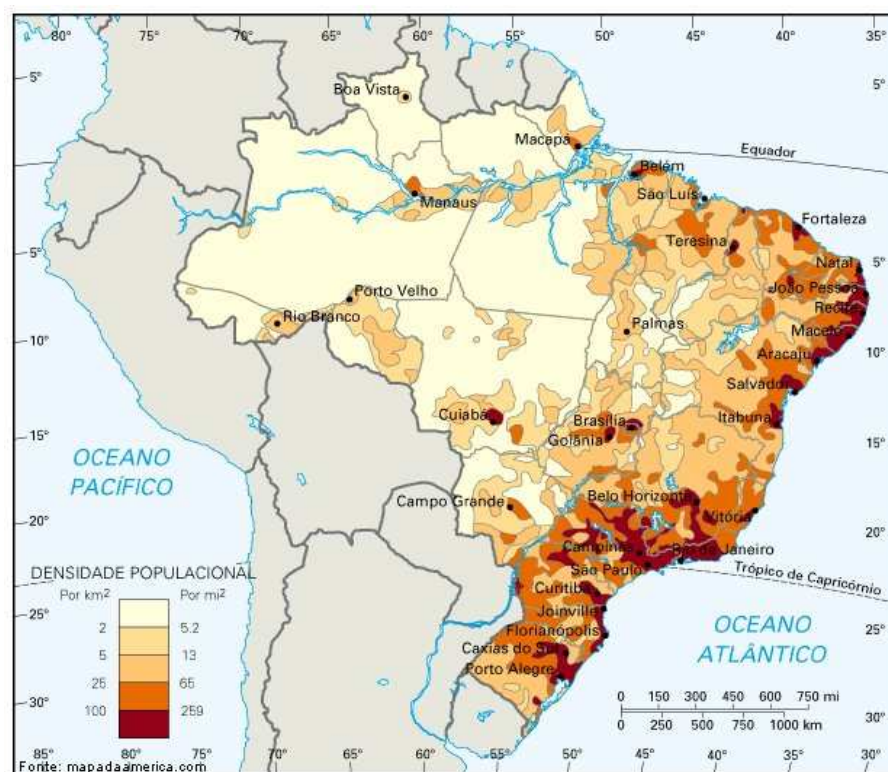 80°
75°
70°
65°
60°
55°
50°
45°
40°
35°
5°
5°
Boa Vista
Macapá
Equador
Belém
São Luís
Manaus
Fortaleza
Teresina
5°
Natal
5°
João Pessoa
Porto Velho
Recife
Rio Branco
Palmas
Maceió
10°
Aracaju
10°
Salvador
Cuiabá
Brasília
Itabuna
15°
Goiânia
15°
OCEANO
PACÍFICO
Belo Horizonte
Campo Grande
Vitória
20°
20°
Campinas
Rio de Janeiro
DENSIDADE POPULACIONAL
São Paulo
Trópico de Capricórnio
Por km²
Por mi²
Curitiba
2
5.2
Joinville
25°
25°
5
13
Florianópolis
OCEANO
ATLÂNTICO
25
65
Caxias do Sul
Porto Alegre
100
259
0 150 300 450 600 750 mi
30°
0 250 500 750 1000 km
30°
85°
80°
75°
70°
65°
60°
55°
50°
45°
40°
35°
30°
Fonte: mapadaamerica.com